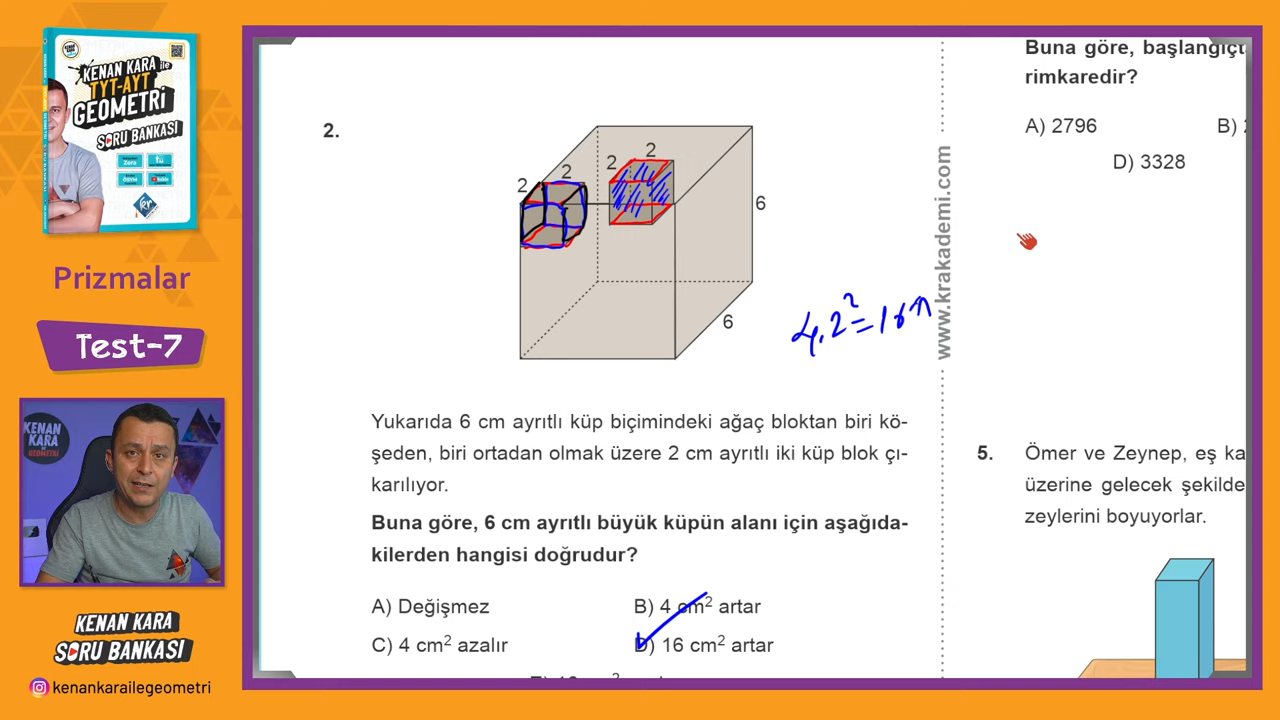 KENAN KARA ile
TYT-AYT
GEOMETRİ
SORU BANKASI
Prizmalar
Test-7
KENAN KARA
SORU BANKASI
kenankarailegeometri
2.
2
2
2
2
6
6
4.2²=16
Yukarıda 6 cm ayrıtlı küp biçimindeki ağaç bloktan biri kö-
şeden, biri ortadan olmak üzere 2 cm ayrıtlı iki küp blok çı-
karılıyor.
Buna göre, 6 cm ayrıtlı büyük küpün alanı için aşağıda-
kilerden hangisi doğrudur?
A) Değişmez
B) 4 cm² artar
C) 4 cm² azalır
D) 16 cm² artar
www.krakademi.com
Buna göre, başlangıçt
rimkaredir?
A) 2796
B)
D) 3328
5.
Ömer ve Zeynep, eş ka
üzerine gelecek şekilde
zeylerini boyuyorlar.